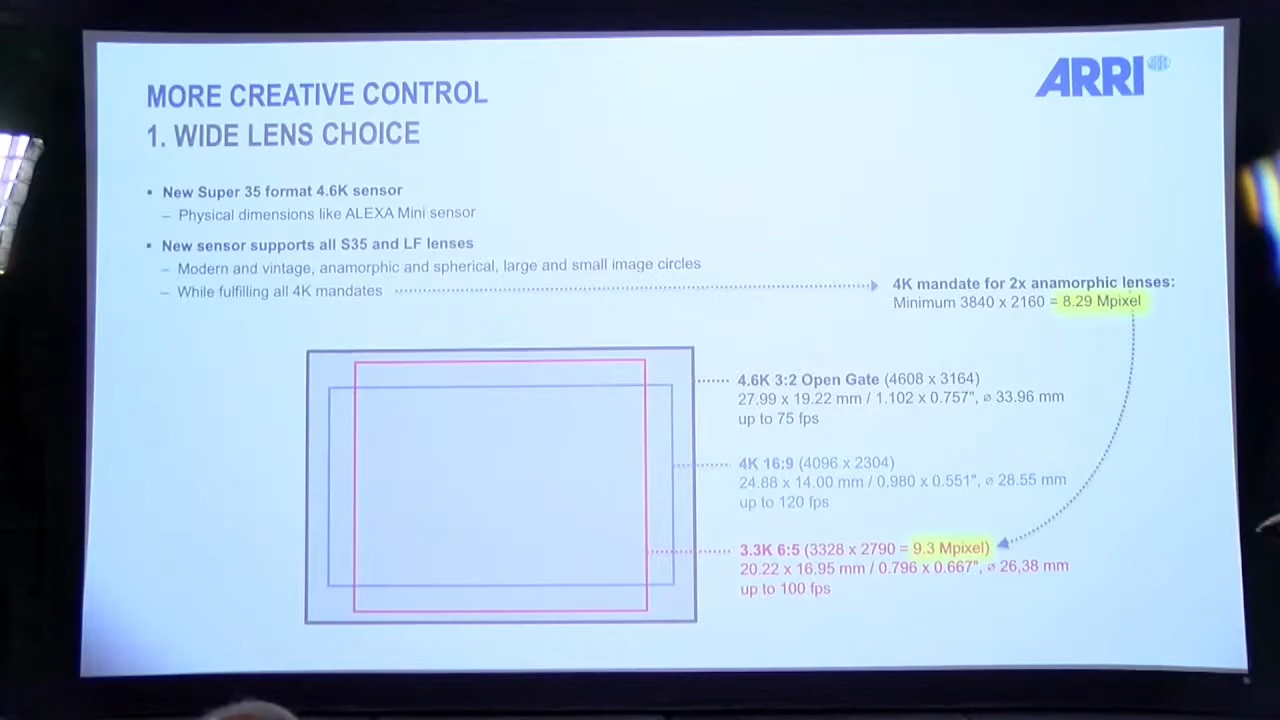 ARRI
MORE CREATIVE CONTROL
1. WIDE LENS CHOICE
▪ New Super 35 format 4.6K sensor
– Physical dimensions like ALEXA Mini sensor
▪ New sensor supports all S35 and LF lenses
– Modern and vintage, anamorphic and spherical, large and small image circles
– While fulfilling all 4K mandates
4K mandate for 2x anamorphic lenses:
Minimum 3840 x 2160 = 8.29 Mpixel
4.6K 3:2 Open Gate (4608 x 3164)
27.99 x 19.22 mm / 1.102 x 0.757", ⌀ 33.96 mm
up to 75 fps
4K 16:9 (4096 x 2304)
24.88 x 14.00 mm / 0.980 x 0.551", ⌀ 28.55 mm
up to 120 fps
3.3K 6:5 (3328 x 2790 = 9.3 Mpixel)
20.22 x 16.95 mm / 0.796 x 0.667", ⌀ 26,38 mm
up to 100 fps